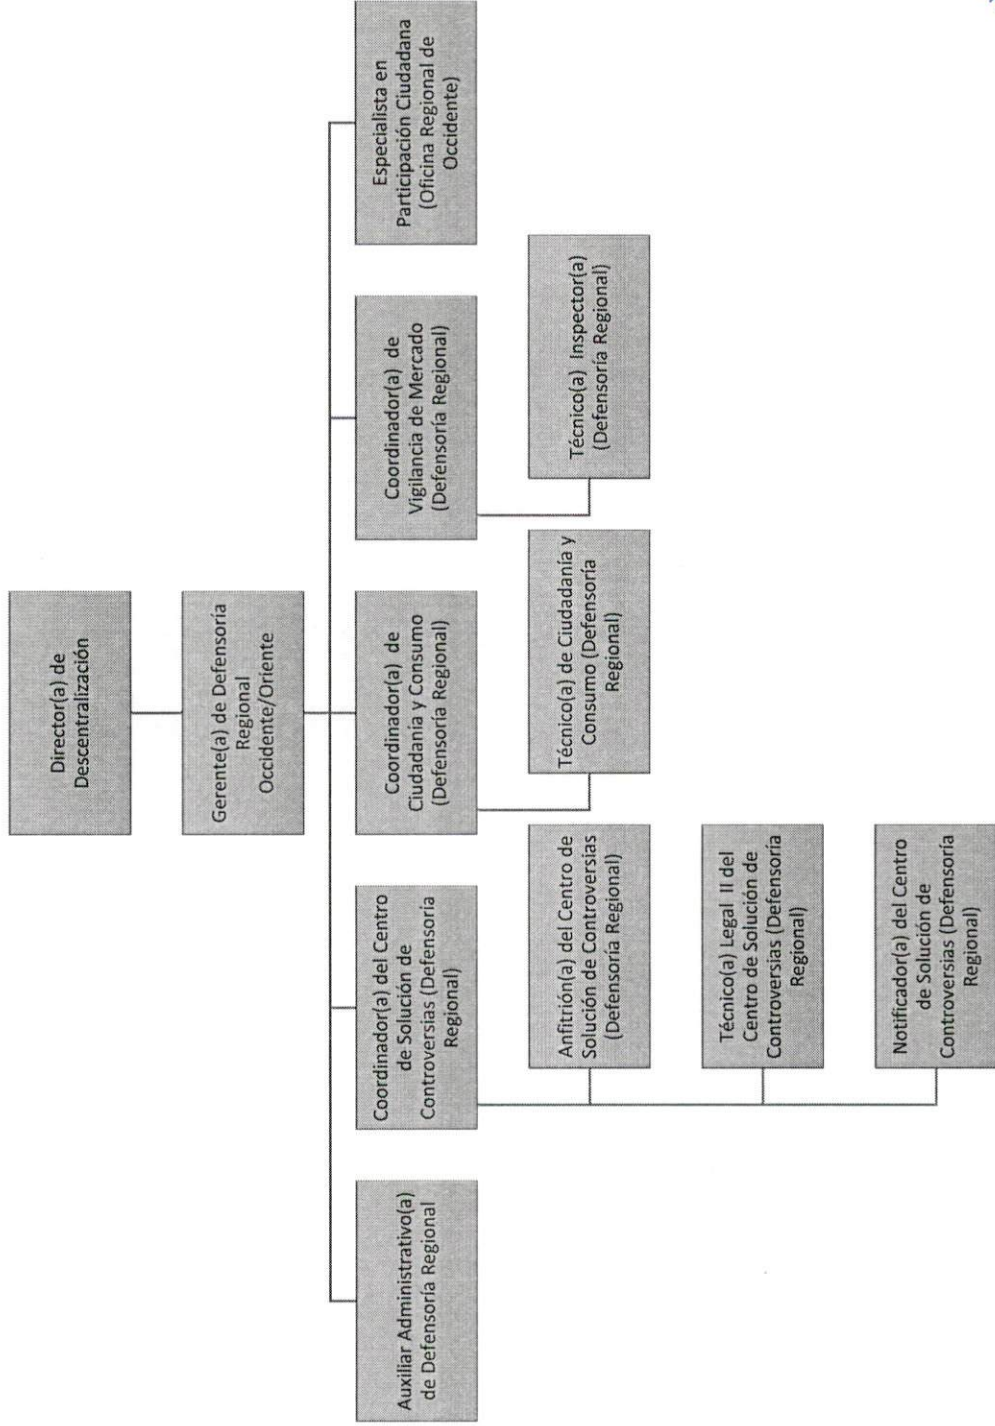 Director(a) de
Descentralización
Gerente(a) de Defensoría
Regional
Occidente/Oriente
Auxiliar Administrativo(a)
de Defensoría Regional
Coordinador(a) del Centro
de Solución de
Controversias (Defensoría
Regional)
Coordinador(a) de
Ciudadanía y Consumo
(Defensoría Regional)
Coordinador(a) de
Vigilancia de Mercado
(Defensoría Regional)
Especialista en
Participación Ciudadana
(Oficina Regional de
Occidente)
Anfitrión(a) del Centro de
Solución de Controversias
(Defensoría Regional)
Técnico(a) de Ciudadanía y
Consumo (Defensoría
Regional)
Técnico(a) Inspector(a)
(Defensoría Regional)
Técnico(a) Legal II del
Centro de Solución de
Controversias (Defensoría
Regional)
Notificador(a) del Centro
de Solución de
Controversias (Defensoría
Regional)